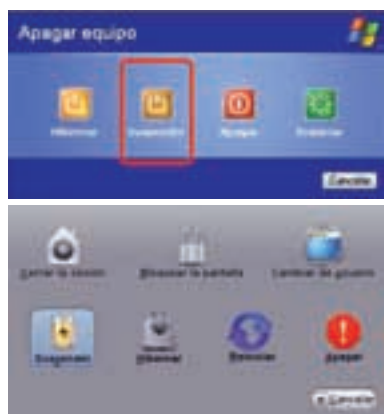 Apagar equipo
Hibernar Suspender Apagar Reiniciar
Cancelar
Cerrar la sesión Bloquear la pantalla Cambiar de usuario
Suspender Hibernar Reiniciar Apagar
Cancelar